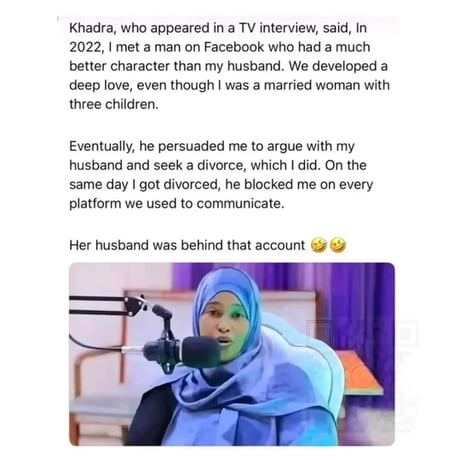 Khadra, who appeared in a TV interview, said, In
2022, I met a man on Facebook who had a much
better character than my husband. We developed a
deep love, even though I was a married woman with
three children.
Eventually, he persuaded me to argue with my
husband and seek a divorce, which I did. On the
same day I got divorced, he blocked me on every
platform we used to communicate.
Her husband was behind that account 🤣🤣